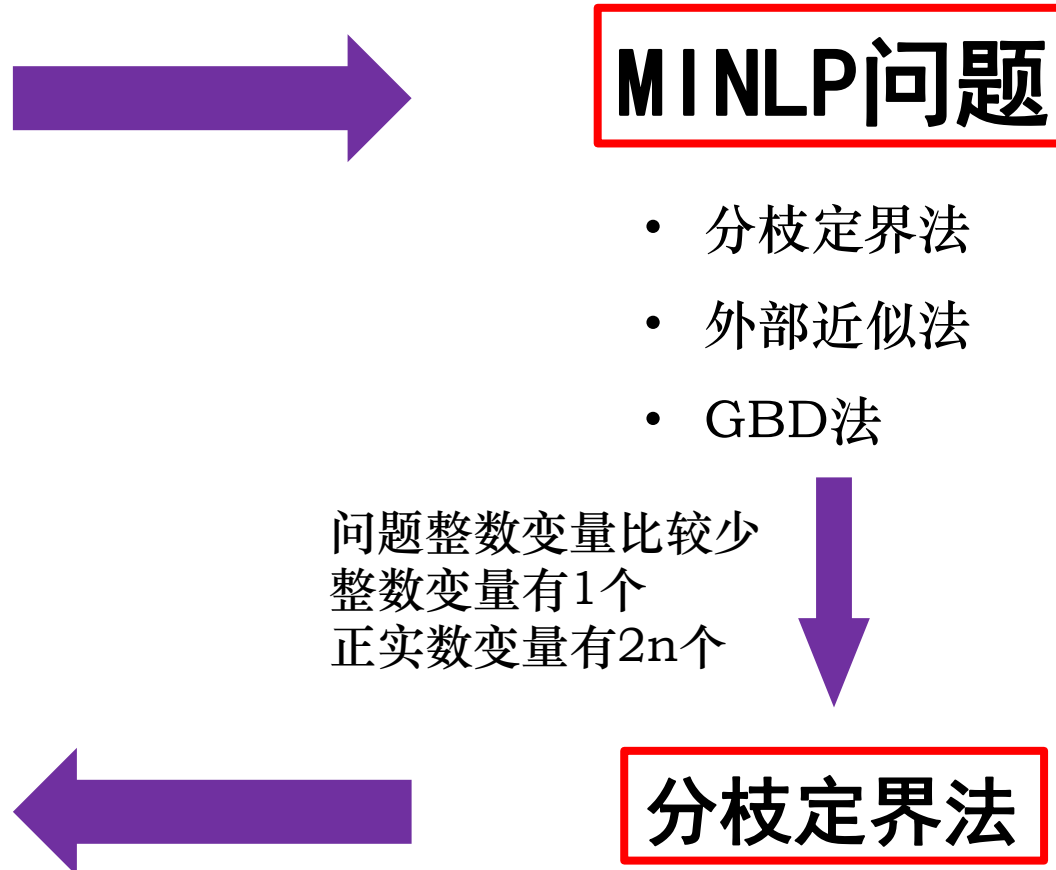 MINLP问题
• 分枝定界法
• 外部近似法
• GBD法
问题整数变量比较少
整数变量有1个
正实数变量有2n个
分枝定界法